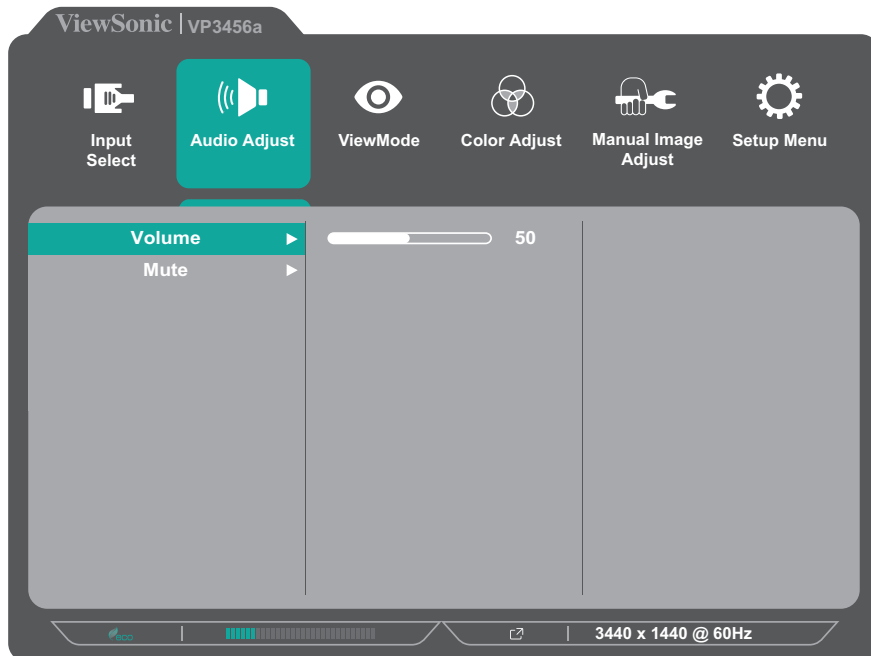 ViewSonic | VP3456a
Input
Select
Audio Adjust
ViewMode
Color Adjust
Manual Image
Adjust
Setup Menu
Volume
50
Mute
eco
3440 x 1440 @ 60Hz